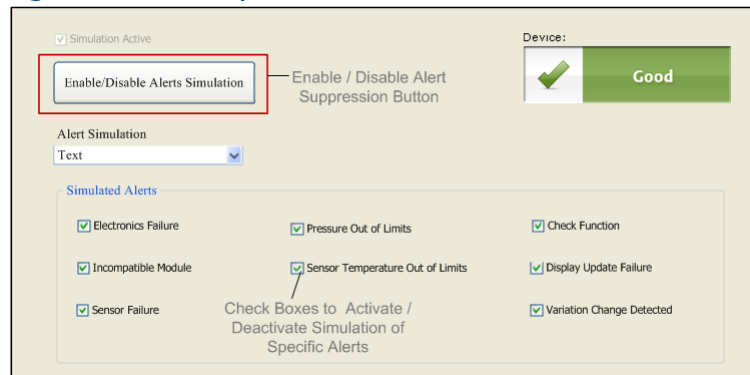 Simulation Active
Device:
Enable/Disable Alerts Simulation
Enable / Disable Alert
Suppression Button
Good
Alert Simulation
Text
Simulated Alerts
Electronics Failure
Pressure Out of Limits
Check Function
Incompatible Module
Sensor Temperature Out of Limits
Display Update Failure
Sensor Failure
Check Boxes to Activate /
Deactivate Simulation of
Specific Alerts
Variation Change Detected